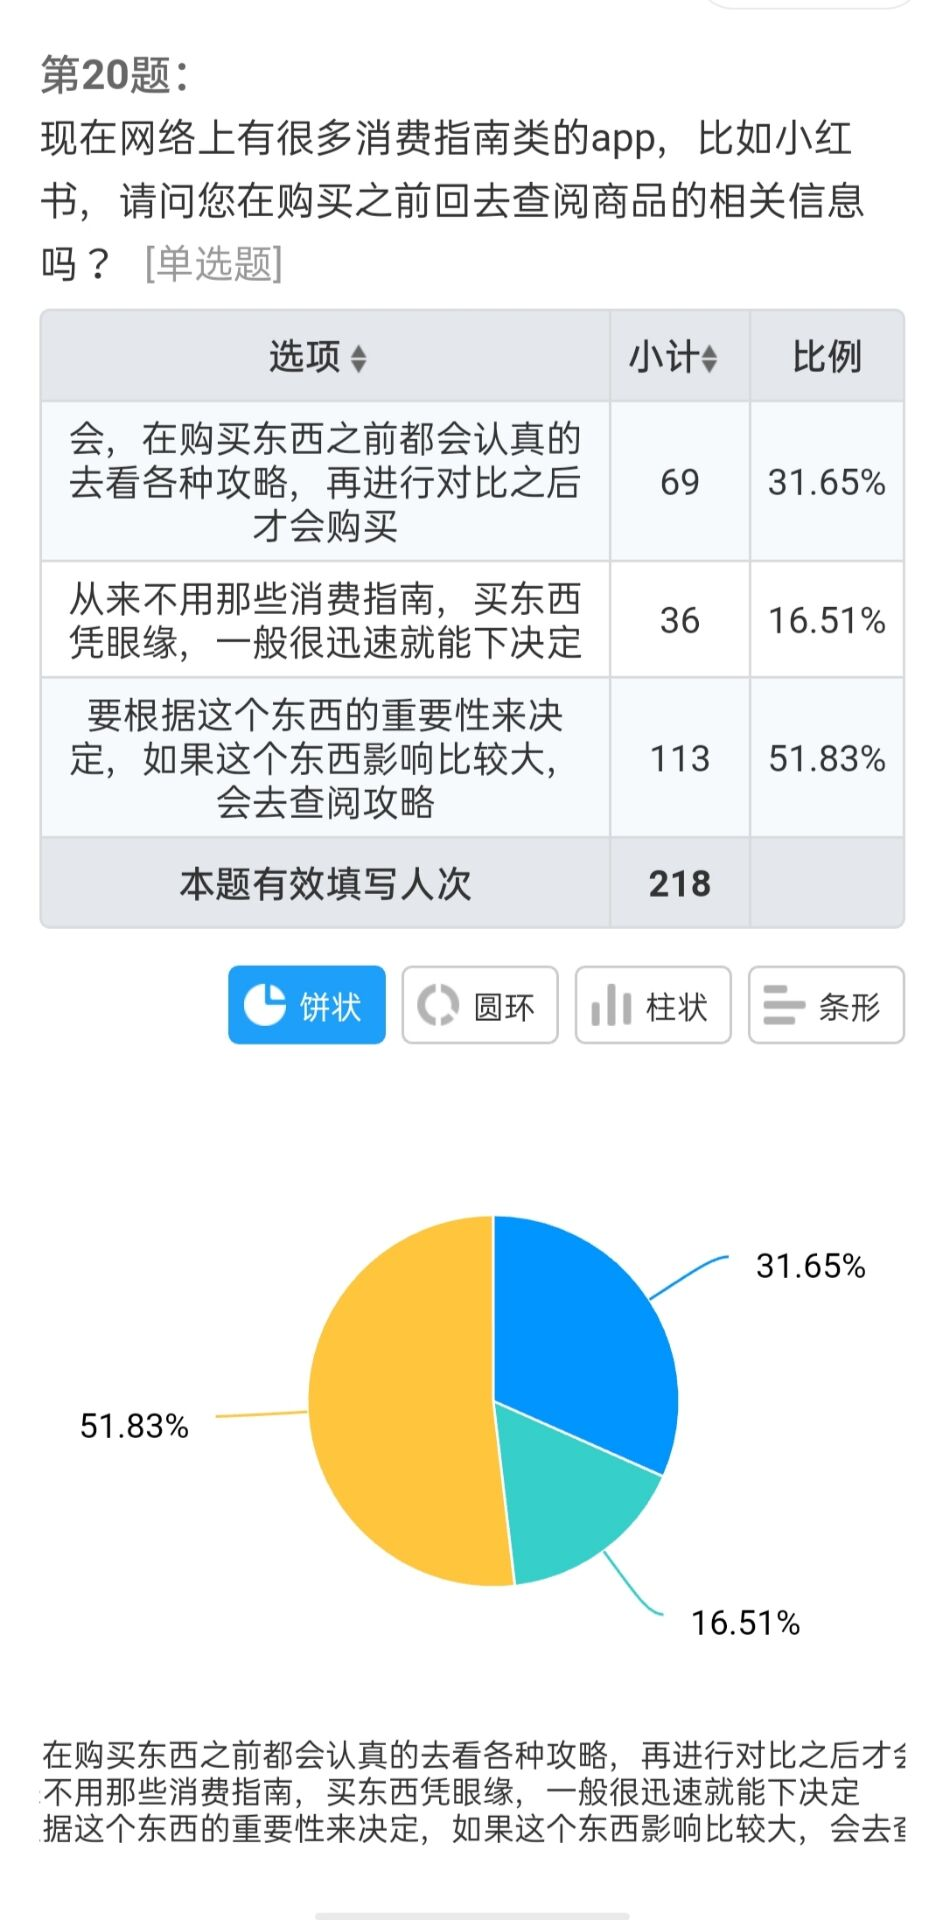 第20题：
现在网络上有很多消费指南类的app，比如小红
书，请问您在购买之前回去查阅商品的相关信息
吗？ [单选题]
选项 小计 比例
会，在购买东西之前都会认真的
去看各种攻略，再进行对比之后
才会购买
69 31.65%
从来不用那些消费指南，买东西
凭眼缘，一般很迅速就能下决定
36 16.51%
要根据这个东西的重要性来决
定，如果这个东西影响比较大，
会去查阅攻略
113 51.83%
本题有效填写人次 218
饼状 圆环 柱状 条形
31.65%
51.83%
16.51%
在购买东西之前都会认真的去看各种攻略，再进行对比之后才会
不用那些消费指南，买东西凭眼缘，一般很迅速就能下决定
据这个东西的重要性来决定，如果这个东西影响比较大，会去查